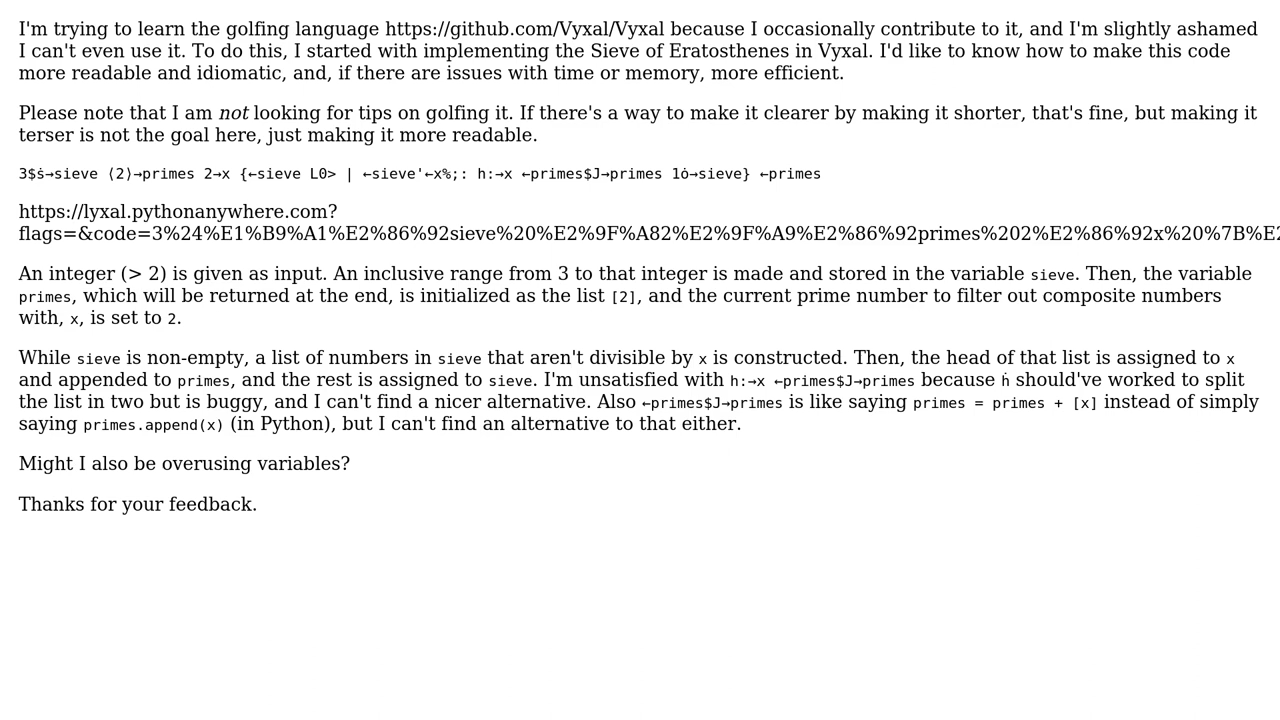 I'm trying to learn the golfing language https://github.com/Vyxal/Vyxal because I occasionally contribute to it, and I'm slightly ashamed
I can't even use it. To do this, I started with implementing the Sieve of Eratosthenes in Vyxal. I'd like to know how to make this code
more readable and idiomatic, and, if there are issues with time or memory, more efficient.
Please note that I am not looking for tips on golfing it. If there's a way to make it clearer by making it shorter, that's fine, but making it
terser is not the goal here, just making it more readable.
3$ṡ→sieve ⟨2⟩→primes 2→x {←sieve L0> | ←sieve'←x%;: h:→x ←primes$J→primes 1ȯ→sieve} ←primes
https://lyxal.pythonanywhere.com?
flags=&code=3%24%E1%B9%A1%E2%86%92sieve%20%E2%9F%A82%E2%9F%A9%E2%86%92primes%202%E2%86%92x%20%7B%E2
An integer (> 2) is given as input. An inclusive range from 3 to that integer is made and stored in the variable sieve. Then, the variable
primes, which will be returned at the end, is initialized as the list [2], and the current prime number to filter out composite numbers
with, x, is set to 2.
While sieve is non-empty, a list of numbers in sieve that aren't divisible by x is constructed. Then, the head of that list is assigned to x
and appended to primes, and the rest is assigned to sieve. I'm unsatisfied with h:→x ←primes$J→primes because ḣ should've worked to split
the list in two but is buggy, and I can't find a nicer alternative. Also ←primes$J→primes is like saying primes = primes + [x] instead of simply
saying primes.append(x) (in Python), but I can't find an alternative to that either.
Might I also be overusing variables?
Thanks for your feedback.